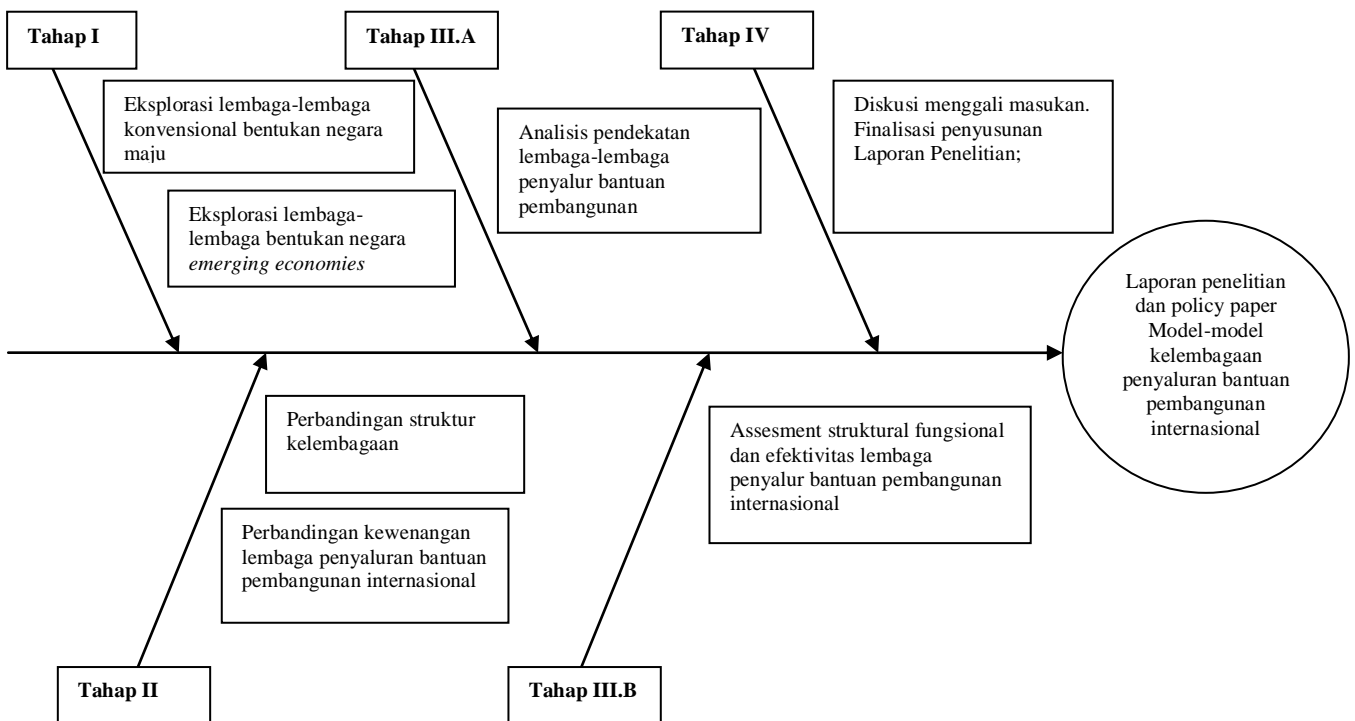 Tahap I
Eksplorasi lembaga-lembaga
konvensional bentukan negara
maju
Eksplorasi lembaga-
lembaga bentukan negara
emerging economies
Tahap III.A
Analisis pendekatan
lembaga-lembaga
penyalur bantuan
pembangunan
Tahap IV
Diskusi menggali masukan.
Finalisasi penyusunan
Laporan Penelitian;
Laporan penelitian
dan policy paper
Model-model
kelembagaan
penyaluran bantuan
pembangunan
internasional
Perbandingan struktur
kelembagaan
Perbandingan kewenangan
lembaga penyaluran bantuan
pembangunan internasional
Tahap II
Assesment struktural fungsional
dan efektivitas lembaga
penyalur bantuan pembangunan
internasional
Tahap III.B